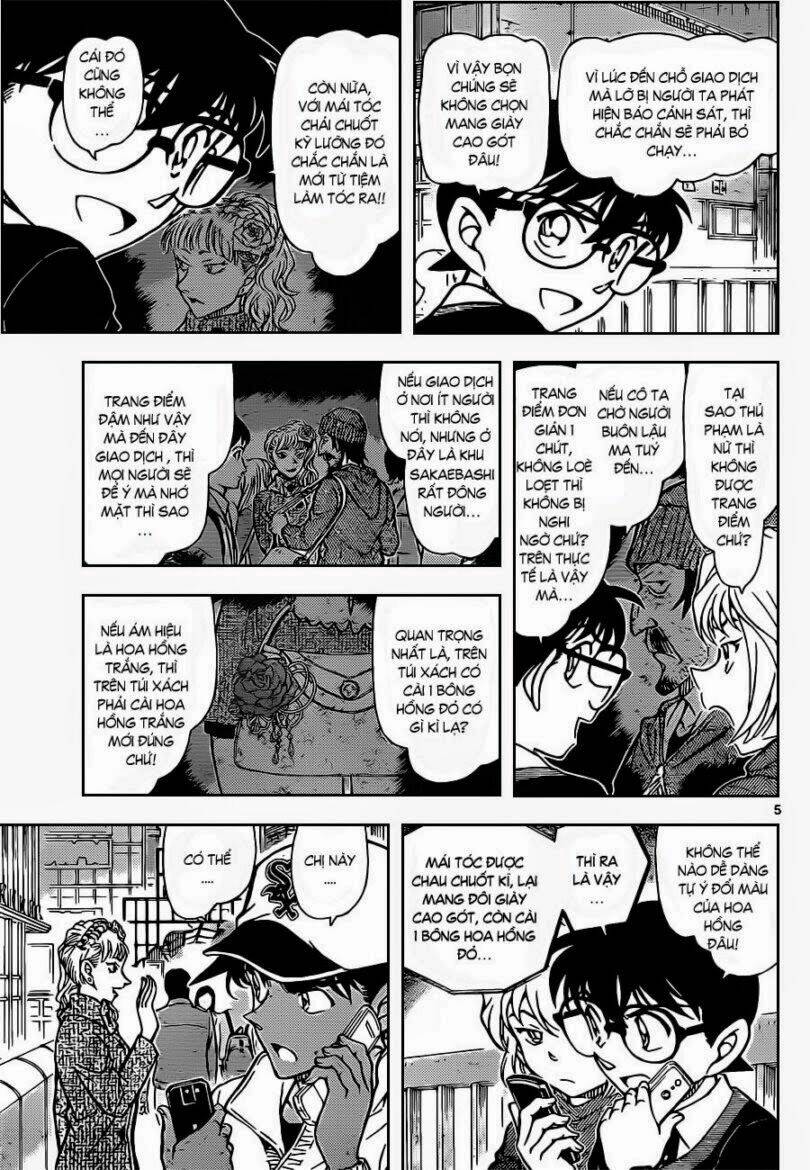 VÌ LÚC ĐẾN CHỖ GIAO DỊCH
MÀ LỠ BỊ NGƯỜI TA PHÁT
HIỆN BÁO CẢNH SÁT, THÌ
CHẮC CHẮN SẼ PHẢI BỎ
CHẠY...
VÌ VẬY BỌN
CHÚNG SẼ
KHÔNG CHỌN
MANG GIÀY
CAO GÓT
ĐÂU!
CÒN NỮA,
VỚI MÁI TÓC
CHẢI CHUỐT
KỸ LƯỠNG ĐÓ
CHẮC CHẮN LÀ
MỚI TỪ TIỆM
LÀM TÓC RA!!
CÁI ĐÓ
CŨNG
KHÔNG
THỂ
...
TẠI
SAO THỦ
PHẠM LÀ
NỮ THÌ
KHÔNG
ĐƯỢC
TRANG
ĐIỂM
CHỨ?
NẾU CÔ TA
CHỜ NGƯỜI
BUÔN LẬU
MA TUÝ
ĐẾN...
TRANG
ĐIỂM ĐƠN
GIẢN 1
CHÚT,
KHÔNG LOÈ
LOẸT THÌ
KHÔNG BỊ
NGHI
NGỜ CHỨ?
TRÊN THỰC
TẾ LÀ VẬY
MÀ...
NẾU GIAO DỊCH
Ở NƠI ÍT NGƯỜI
THÌ KHÔNG
NÓI, NHƯNG Ở
ĐÂY LÀ KHU
SAKAEBASHI
RẤT ĐÔNG
NGƯỜI...
TRANG ĐIỂM
ĐẬM NHƯ VẬY
MÀ ĐẾN ĐÂY
GIAO DỊCH, THÌ
MỌI NGƯỜI SẼ
ĐỂ Ý MÀ NHỚ
MẶT THÌ SAO
...
QUAN TRỌNG
NHẤT LÀ, TRÊN
TÚI XÁCH CÓ
CÀI 1 BÔNG
HỒNG ĐÓ CÓ
GÌ KÌ LẠ?
NẾU ÁM HIỆU
LÀ HOA HỒNG
TRẮNG, THÌ
TRÊN TÚI XÁCH
PHẢI CÀI HOA
HỒNG TRẮNG
MỚI ĐÚNG
CHỨ!
5
KHÔNG THỂ
NÀO DỄ DÀNG
TỰ Ý ĐỔI MÀU
CỦA HOA
HỒNG
ĐÂU!
THÌ RA
LÀ VẬY
...
MÁI TÓC ĐƯỢC
CHAU CHUỐT KĨ, LẠI
MANG ĐÔI GIÀY
CAO GÓT, CÒN CÀI
1 BÔNG HOA HỒNG
ĐÓ...
CHỊ NÀY
....
CÓ THỂ
....